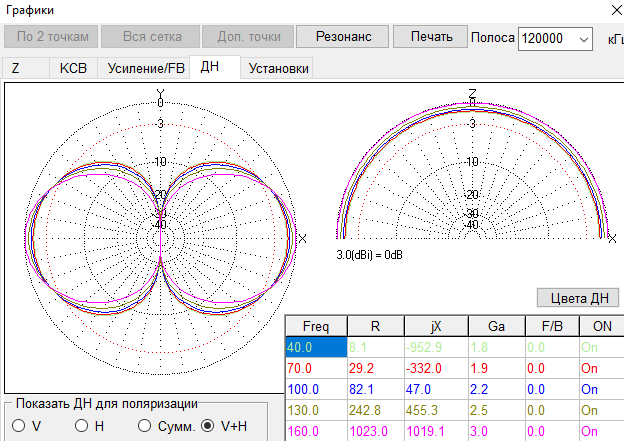 Графики
По 2 точкам Вся сетка Доп. точки Резонанс Печать Полоса 120000 кГц
Z КСВ Усиление/FB ДН Установки
Y
0
3
-10
-20
-30
-40
X
Z
0
3
-10
-20
-30
-40
X
3.0(dBi) = 0dB
Цвета ДН
Freq R jX Ga F/B ON
40.0 8.1 -952.9 1.8 0.0 On
70.0 29.2 -332.0 1.9 0.0 On
100.0 82.1 47.0 2.2 0.0 On
130.0 242.8 455.3 2.5 0.0 On
160.0 1023.0 1019.1 3.0 0.0 On
Показать ДН для поляризации
V H Сумм. V+H